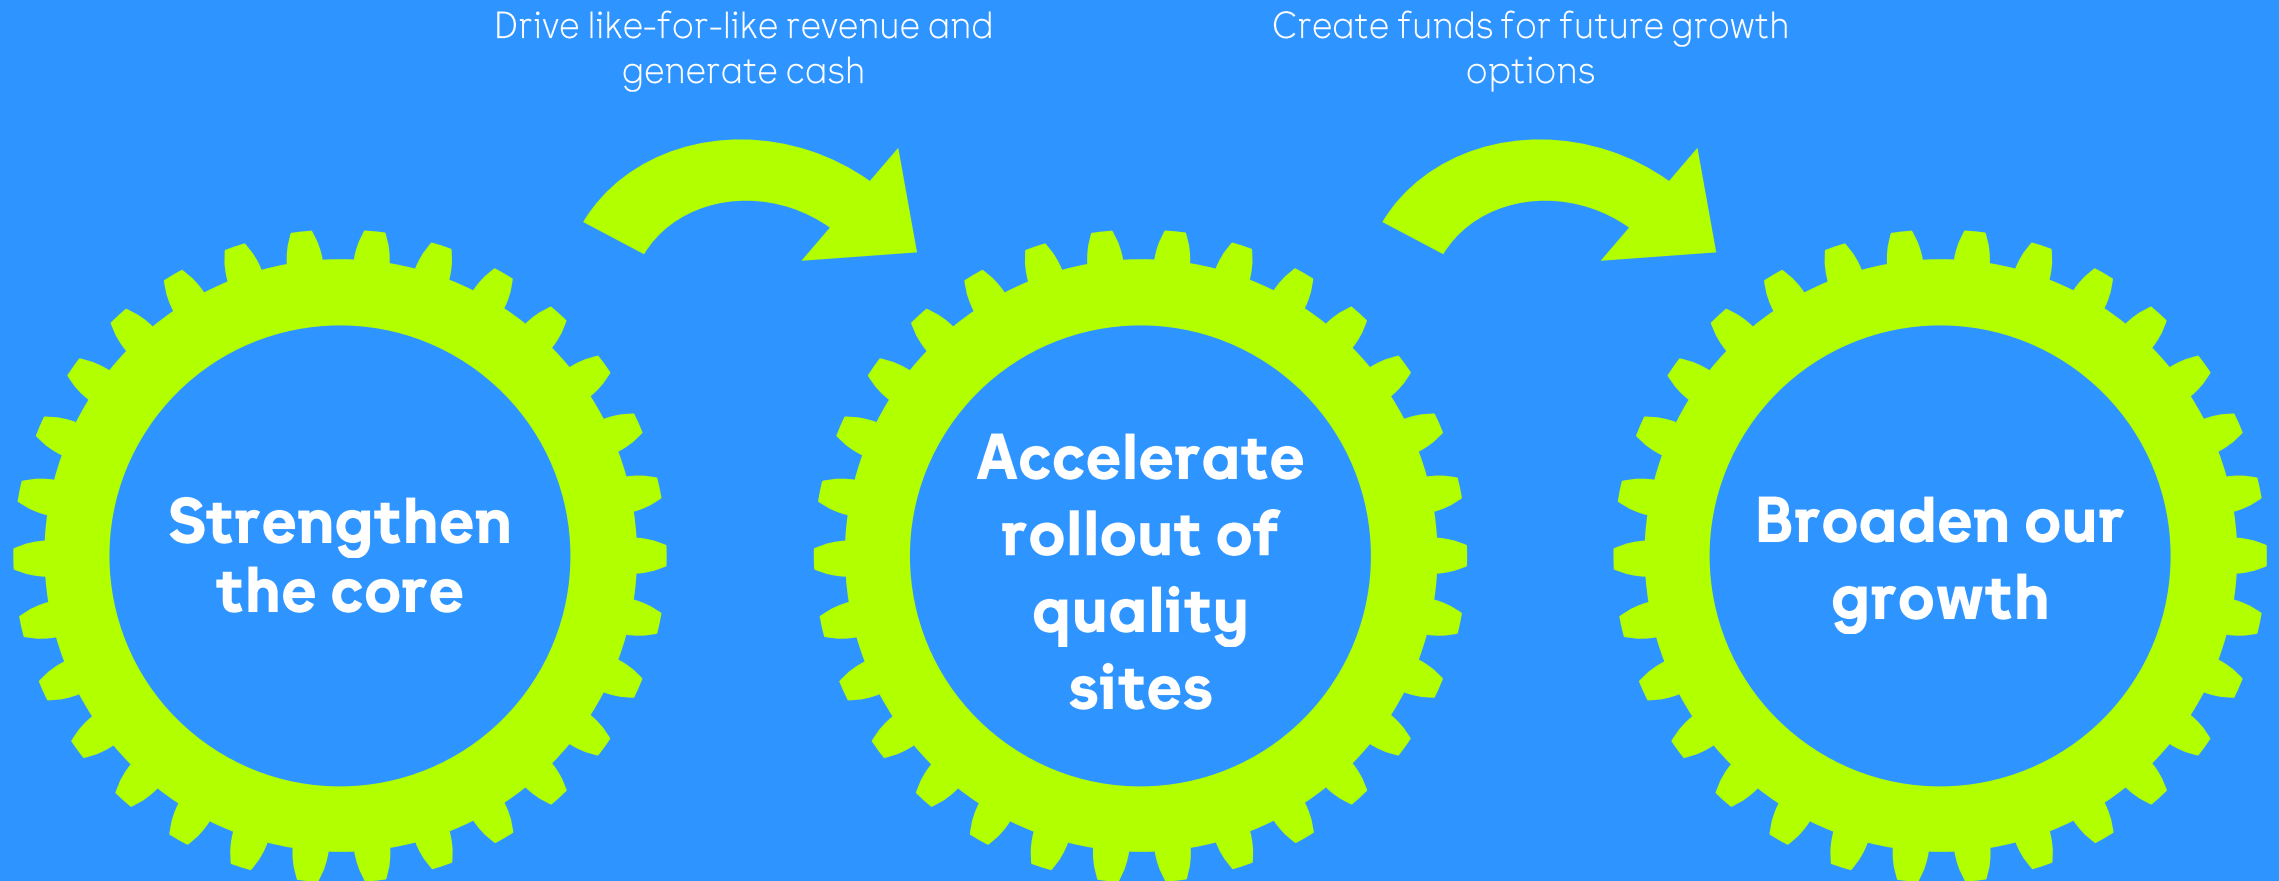 Drive like-for-like revenue and
generate cash
Create funds for future growth
options
Strengthen
the core
Accelerate
rollout of
quality
sites
Broaden our
growth